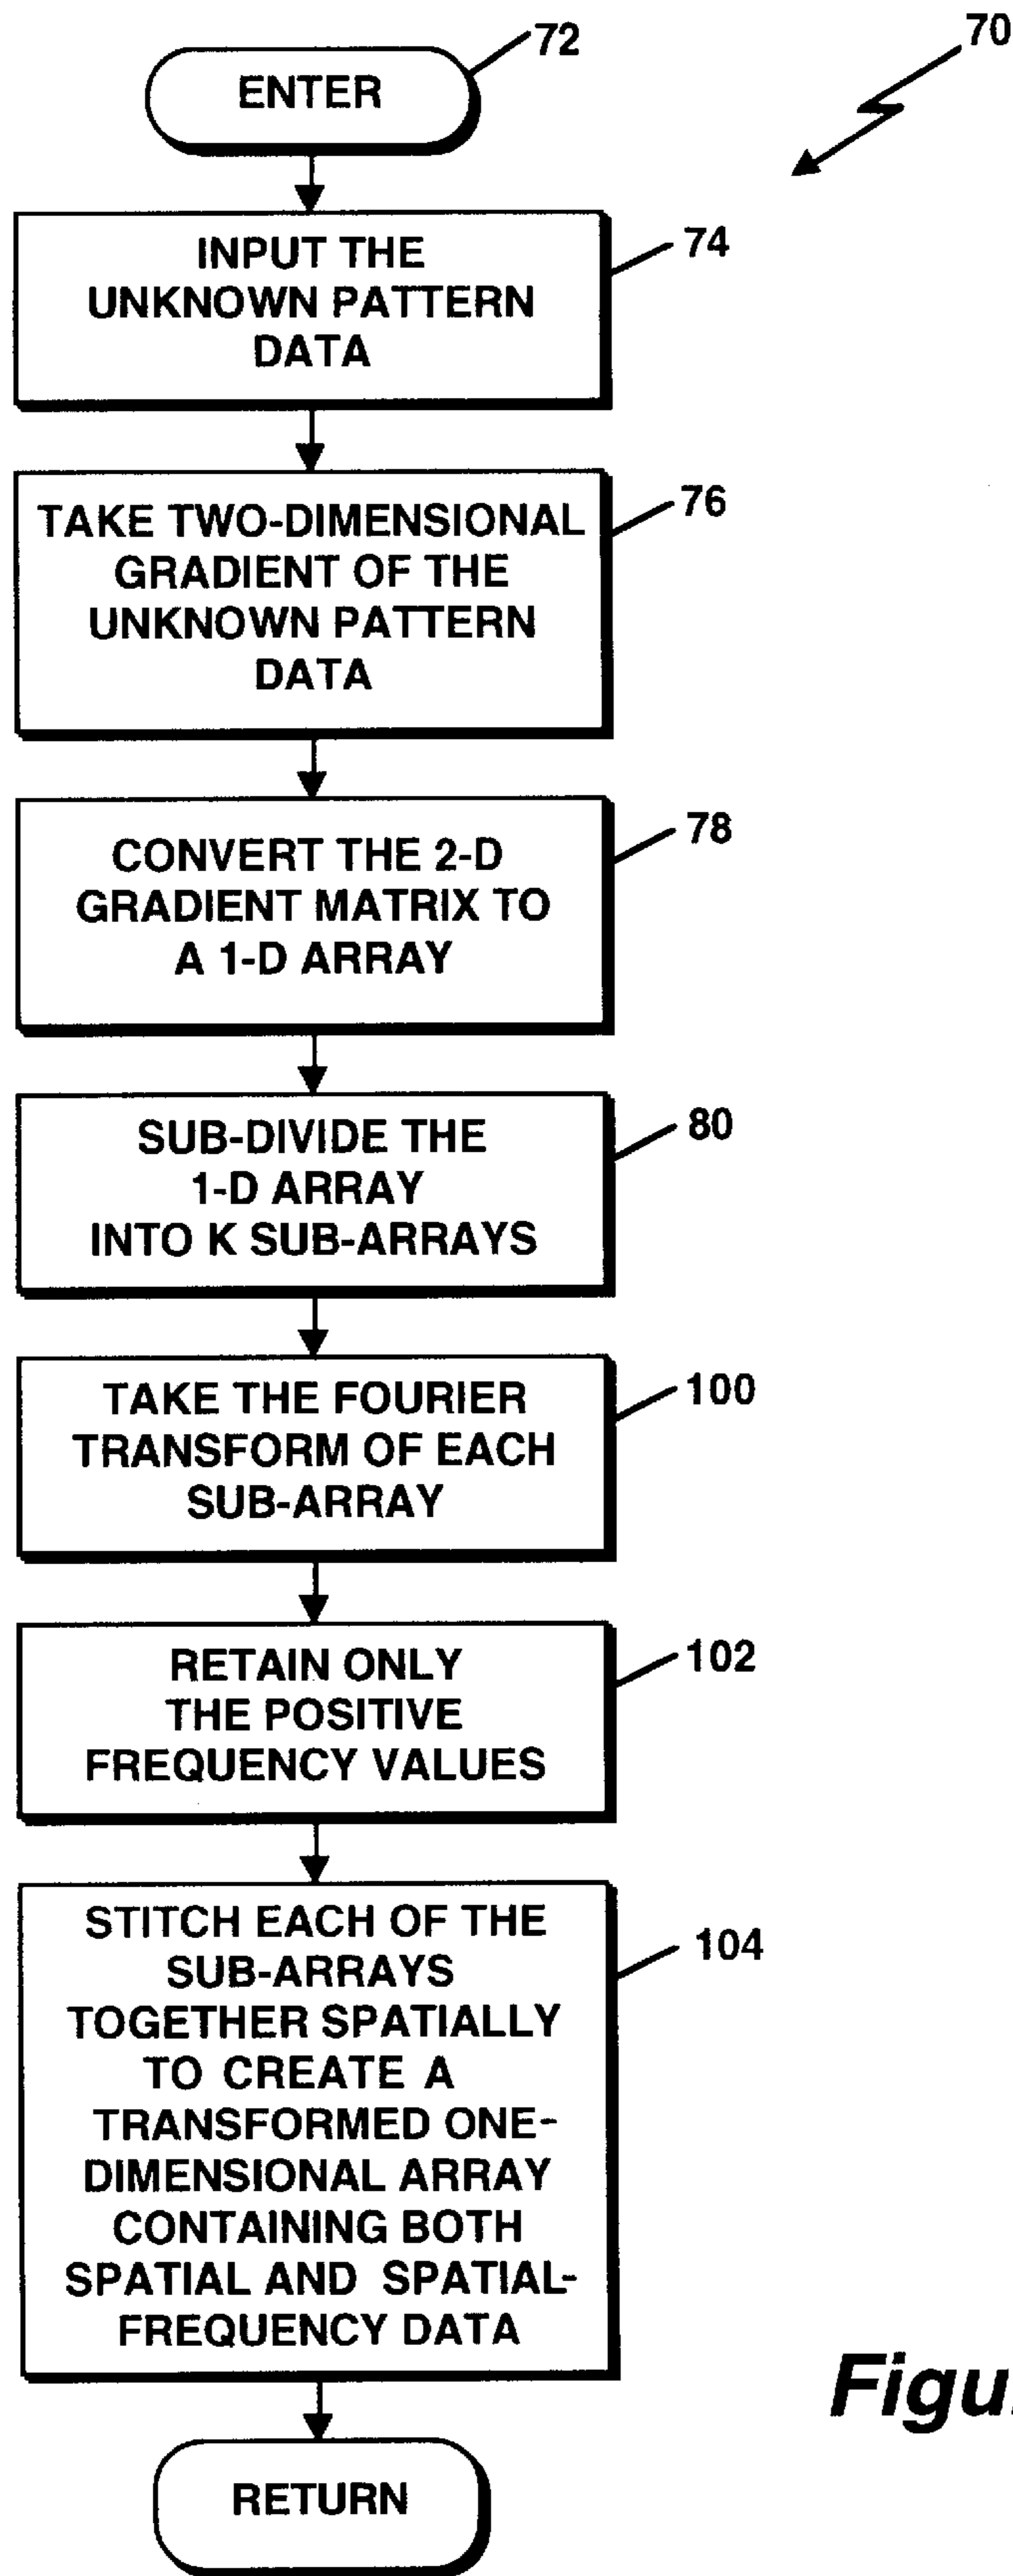 70
72
ENTER
74
INPUT THE
UNKNOWN PATTERN
DATA
76
TAKE TWO-DIMENSIONAL
GRADIENT OF THE
UNKNOWN PATTERN
DATA
78
CONVERT THE 2-D
GRADIENT MATRIX TO
A 1-D ARRAY
80
SUB-DIVIDE THE
1-D ARRAY
INTO K SUB-ARRAYS
100
TAKE THE FOURIER
TRANSFORM OF EACH
SUB-ARRAY
102
RETAIN ONLY
THE POSITIVE
FREQUENCY VALUES
104
STITCH EACH OF THE
SUB-ARRAYS
TOGETHER SPATIALLY
TO CREATE A
TRANSFORMED ONE-
DIMENSIONAL ARRAY
CONTAINING BOTH
SPATIAL AND SPATIAL-
FREQUENCY DATA
RETURN